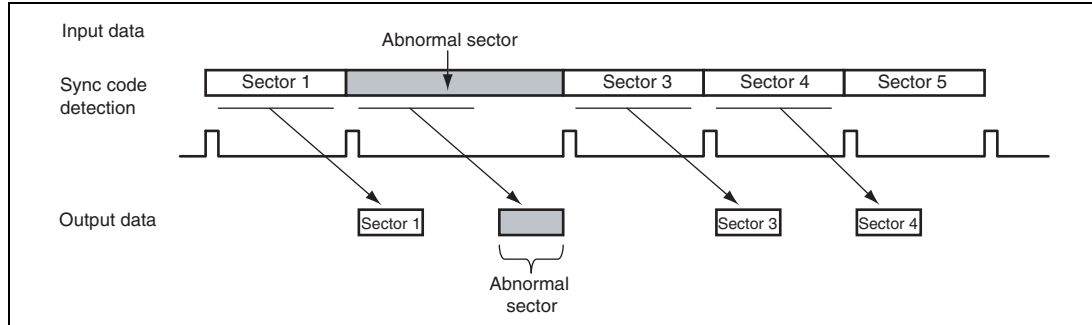 Input data
Abnormal sector
Sync code
detection
Sector 1
Sector 3
Sector 4
Sector 5
Output data
Sector 1
Sector 3
Sector 4
Abnormal
sector